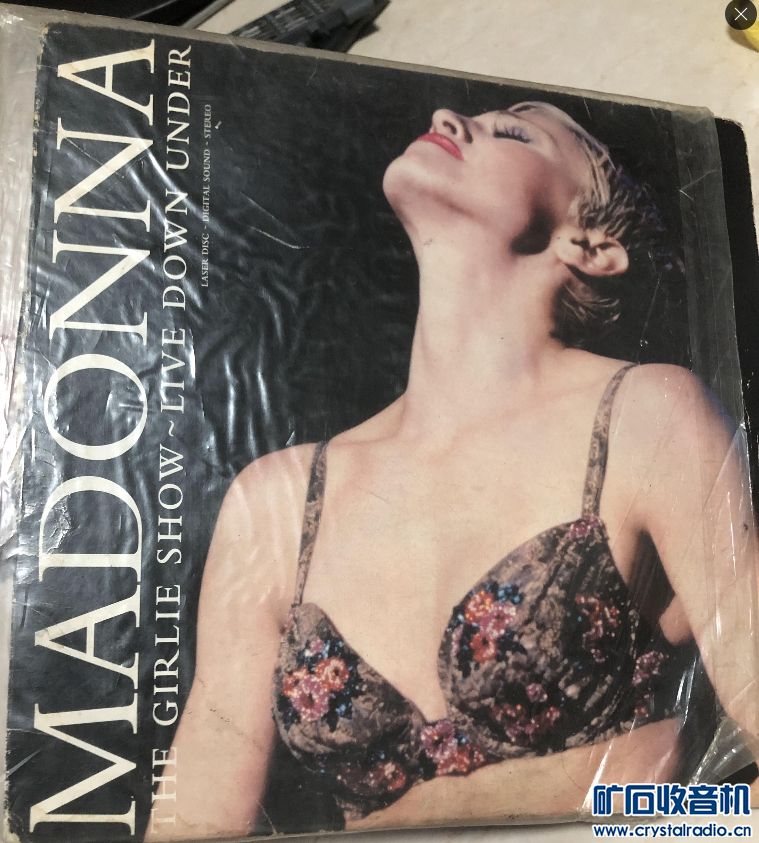 MADONNA
THE GIRLIE SHOW ~ LIVE DOWN UNDER
LASER DISC - DIGITAL SOUND - STEREO
矿石收音机
www.crystalradio.cn